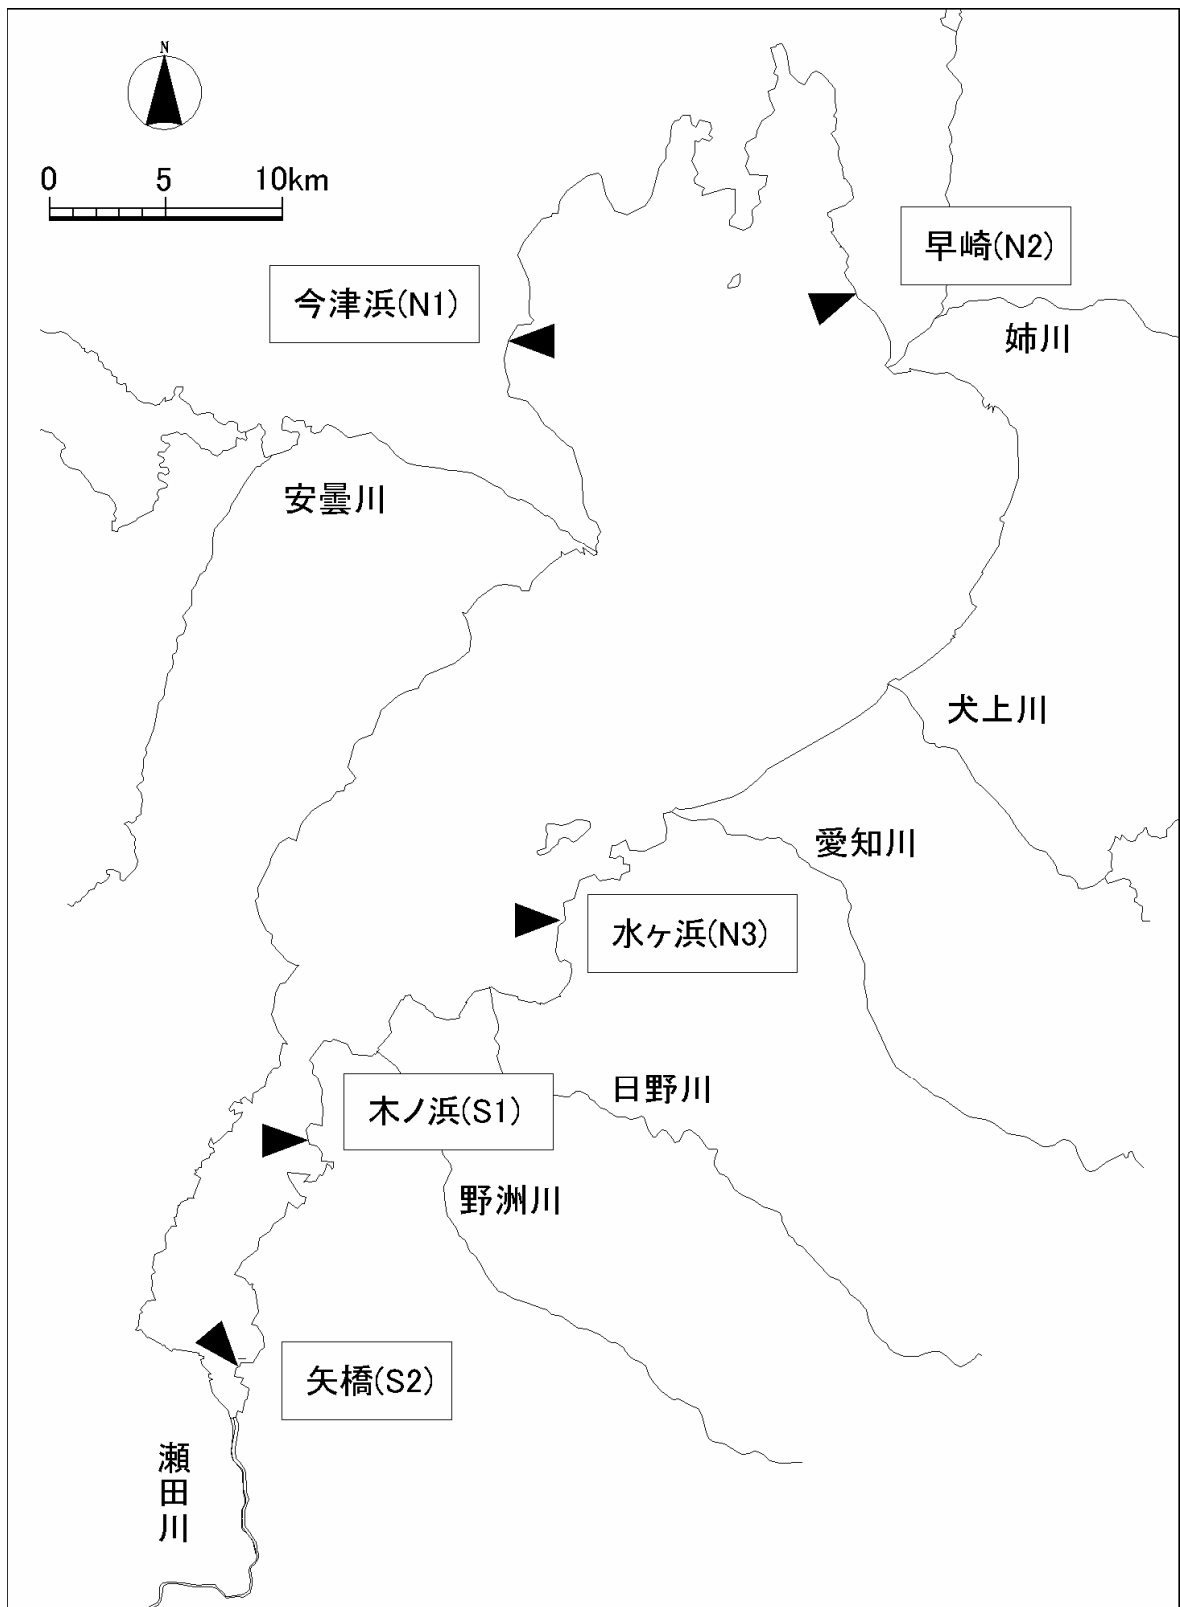 N
0 5 10km
早崎(N2)
今津浜(N1)
姉川
安曇川
犬上川
愛知川
水ヶ浜(N3)
日野川
木ノ浜(S1)
野洲川
矢橋(S2)
瀬田川